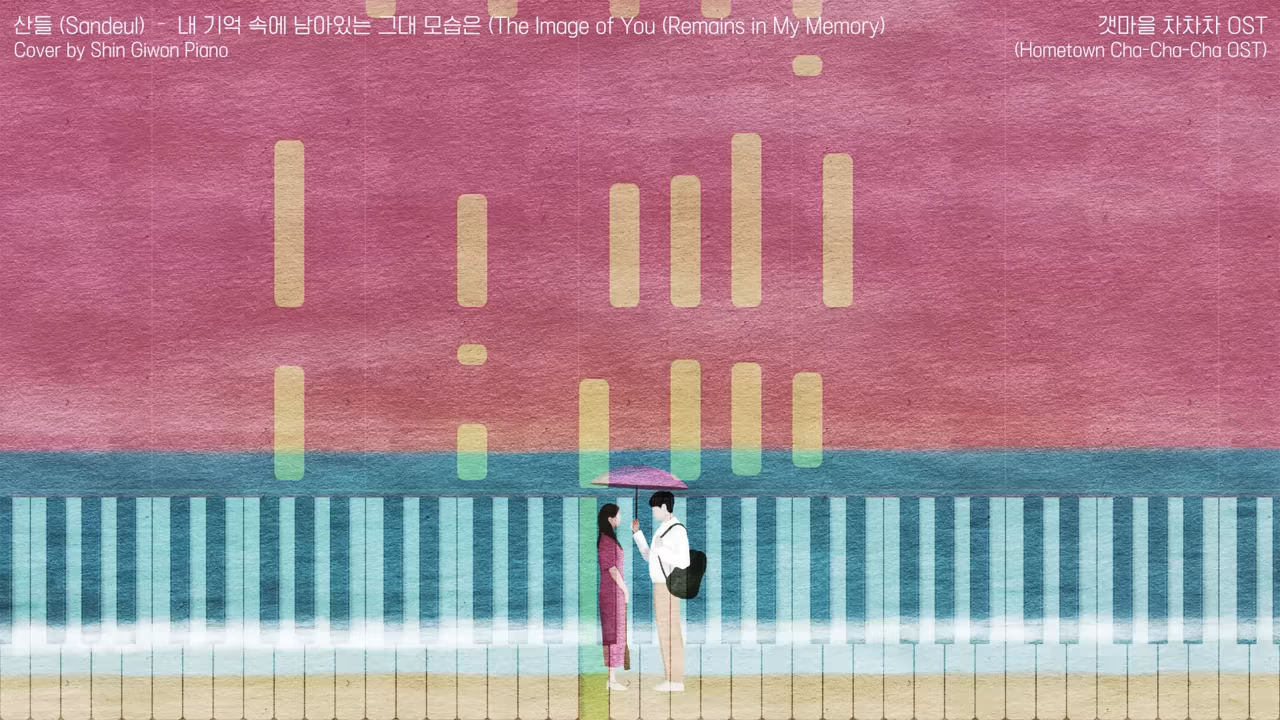 산들 (Sandeul) - 내 기억 속에 남아있는 그대 모습은 (The Image of You (Remains in My Memory)
Cover by Shin Giwon Piano
갯마을 차차차 OST
(Hometown Cha-Cha-Cha OST)